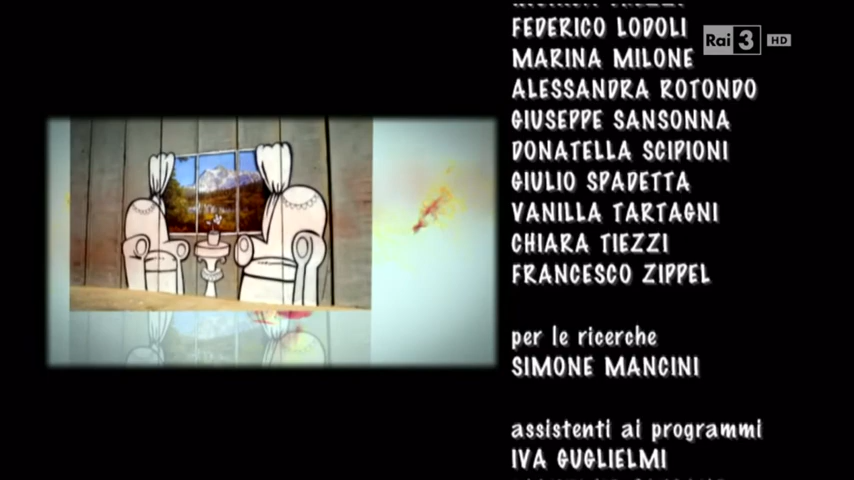 FEDERICO LODOLI
Rai 3 HD
MARINA MILONE
ALESSANDRA ROTONDO
GIUSEPPE SANSONNA
DONATELLA SCIPIONI
GIULIO SPADETTA
VANILLA TARTAGNI
CHIARA TIEZZI
FRANCESCO ZIPPEL
per le ricerche
SIMONE MANCINI
assistenti ai programmi
IVA GUGLIELMI